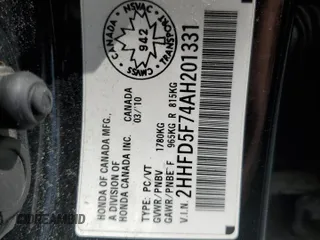 NSVAC
CANADA
942
TRANSPORT
CMVSS
HONDA OF CANADA MFG.,
A DIVISION OF
HONDA CANADA INC.
CANADA
03/10
TYPE: PC/VT
GVWR/PNBV 1780KG
GAWR/PNBE F 965KG R 815KG
V.I.N. 2HHFD5F74AH201331